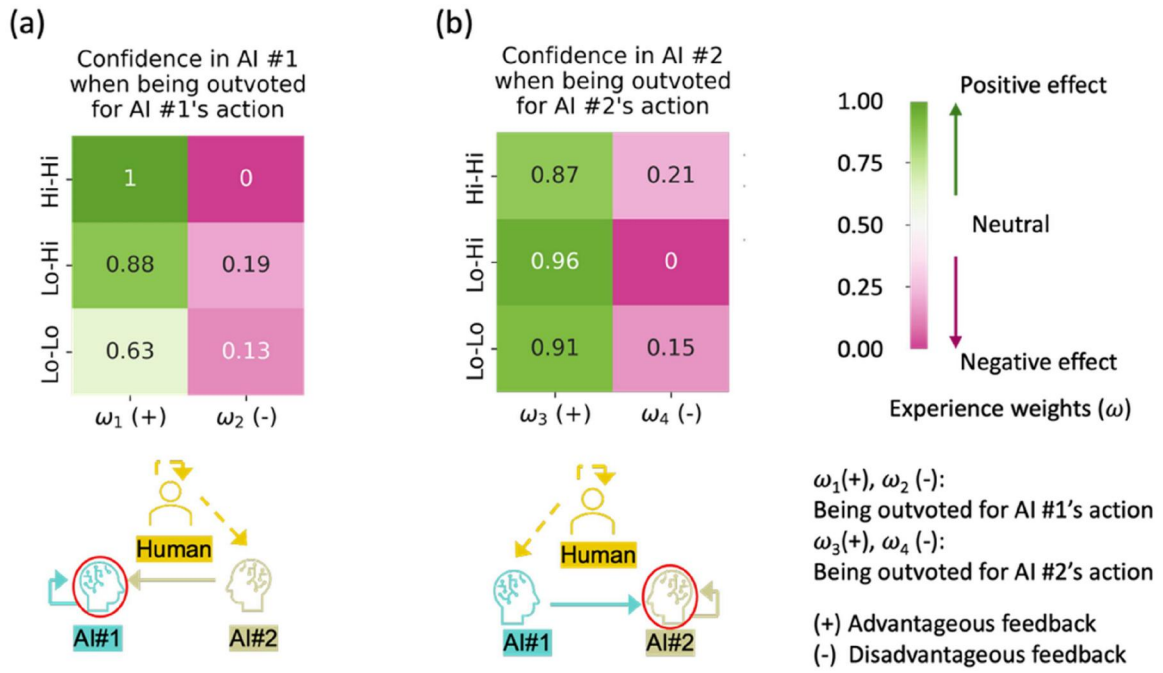 (a)
Confidence in AI #1
when being outvoted
for AI #1's action
Hi-Hi
1
0
Lo-Hi
0.88
0.19
Lo-Lo
0.63
0.13
ω₁ (+)
ω₂ (-)
Human
AI#1
AI#2
(b)
Confidence in AI #2
when being outvoted
for AI #2's action
Hi-Hi
0.87
0.21
Lo-Hi
0.96
0
Lo-Lo
0.91
0.15
ω₃ (+)
ω₄ (-)
Human
AI#1
AI#2
Positive effect
1.00
0.75
0.50
Neutral
0.25
0.00
Negative effect
Experience weights (ω)
ω₁(+), ω₂ (-):
Being outvoted for AI #1’s action
ω₃(+), ω₄ (-):
Being outvoted for AI #2’s action
(+) Advantageous feedback
(-) Disadvantageous feedback